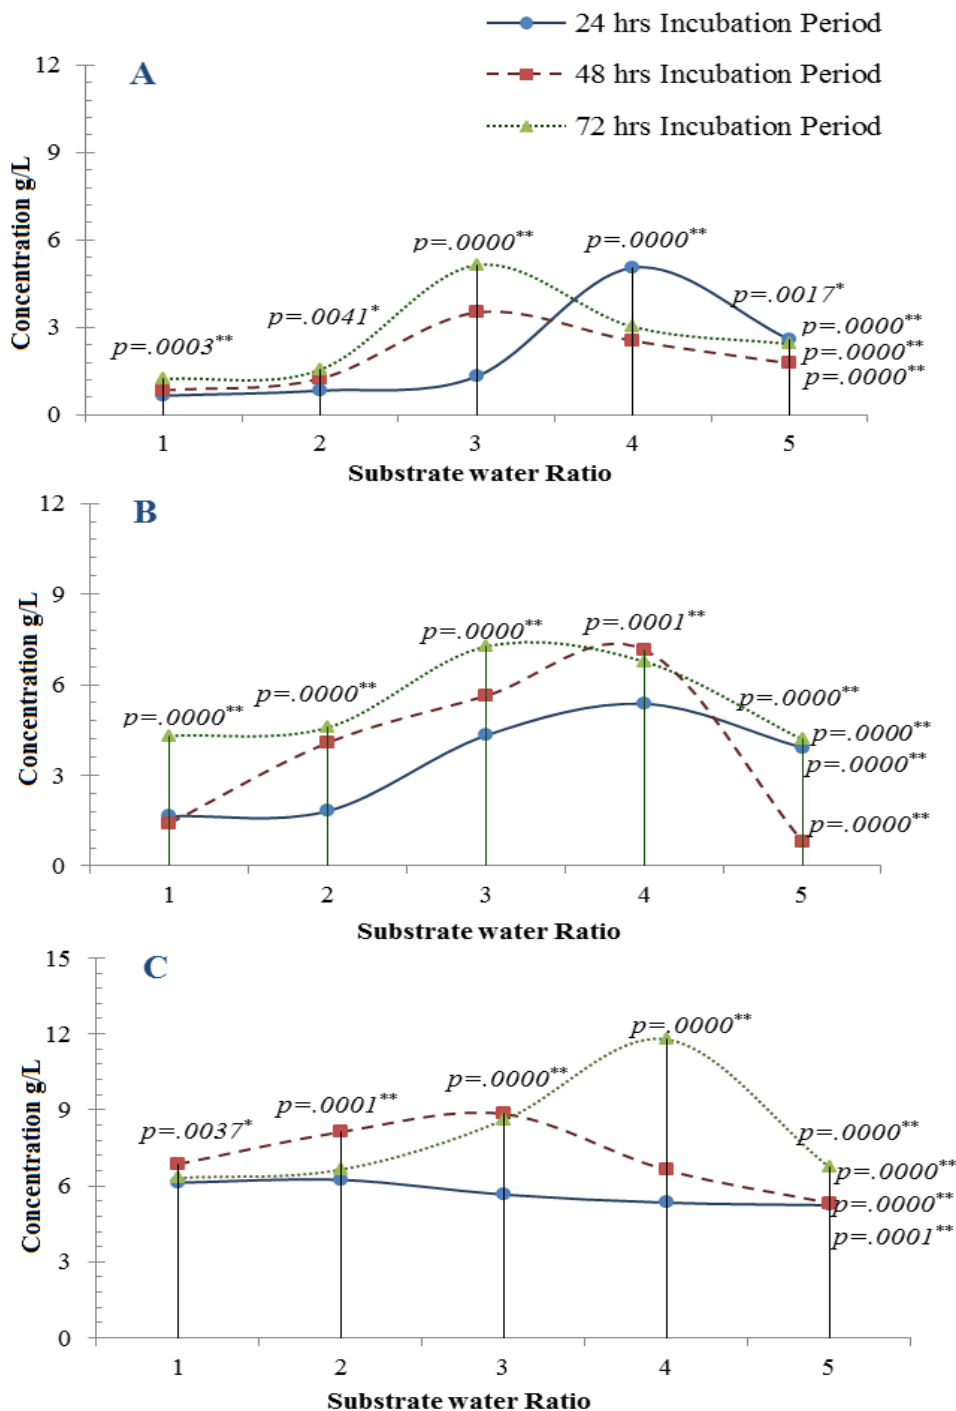 24 hrs Incubation Period
48 hrs Incubation Period
72 hrs Incubation Period
A
Concentration g/L
12
9
6
3
0
p=.0003**
p=.0041*
p=.0000**
p=.0000**
p=.0017*
p=.0000**
p=.0000**
p=.0000**
1 2 3 4 5
Substrate water Ratio
B
Concentration g/L
12
9
6
3
0
p=.0000**
p=.0000**
p=.0000**
p=.0001**
p=.0000**
p=.0000**
p=.0000**
p=.0000**
1 2 3 4 5
Substrate water Ratio
C
Concentration g/L
15
12
9
6
3
0
p=.0037*
p=.0001**
p=.0000**
p=.0000**
p=.0000**
p=.0000**
p=.0000**
p=.0001**
1 2 3 4 5
Substrate water Ratio